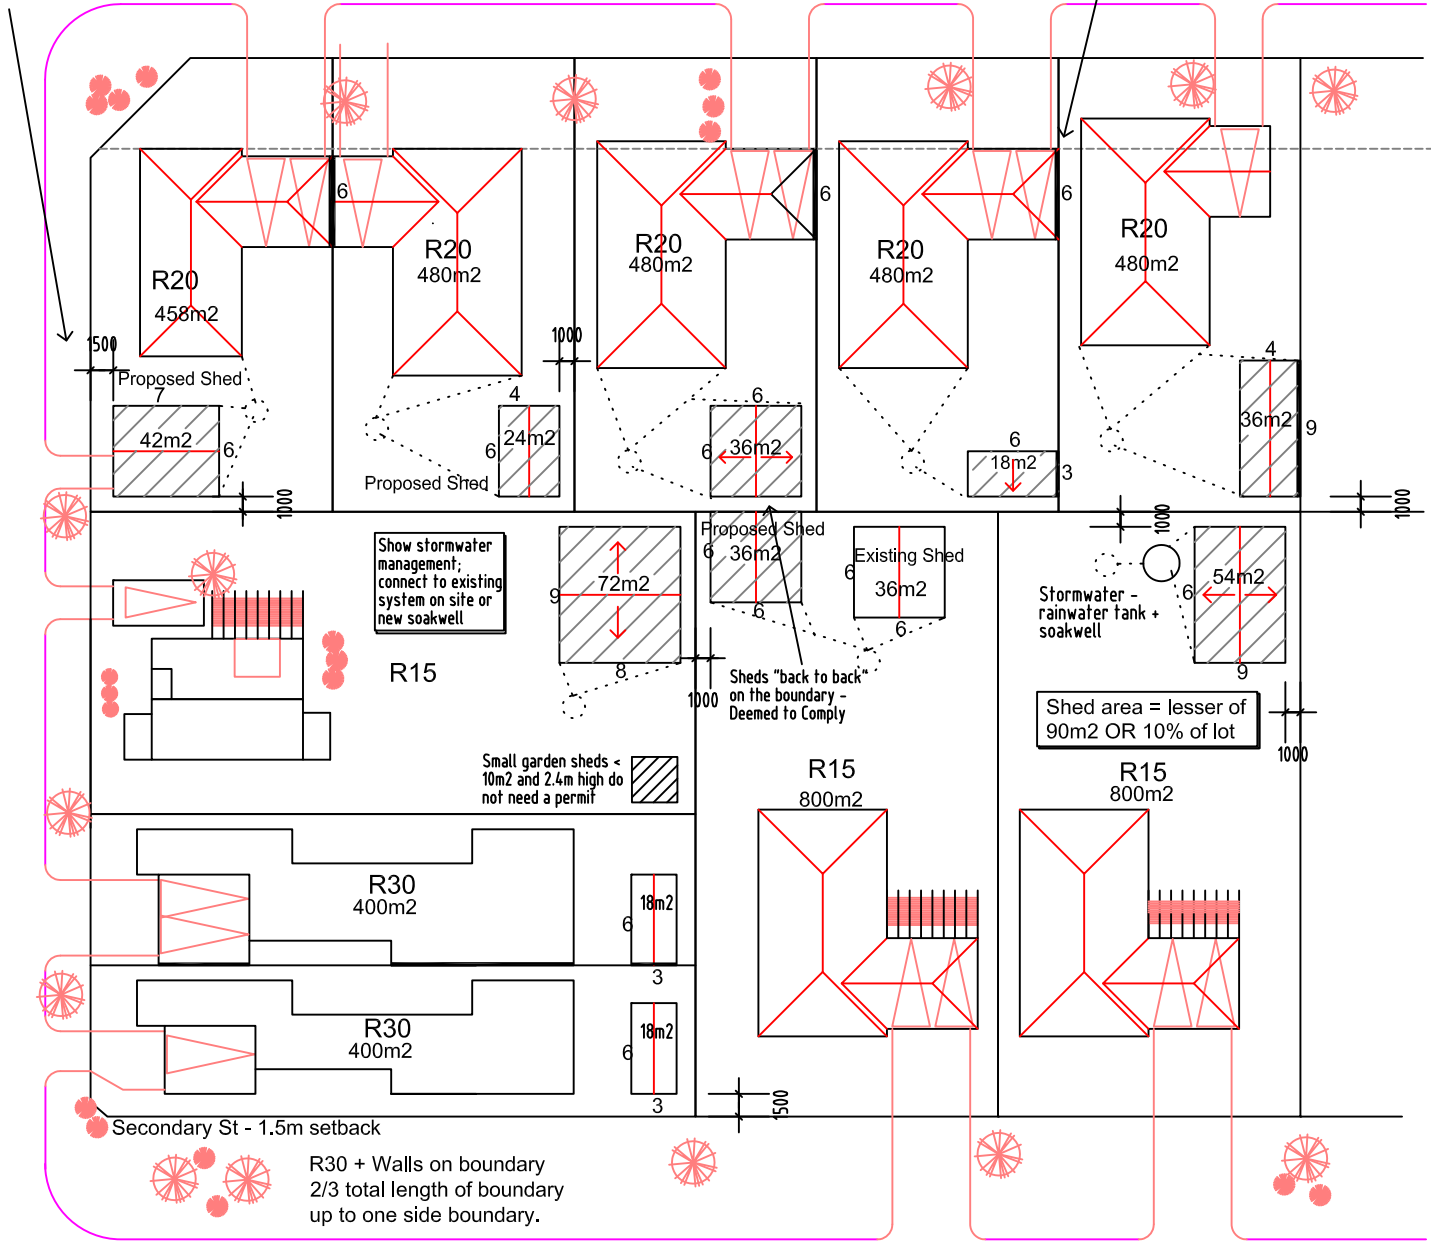 6
6
6
R20
R20
R20
R20
R20
480m2
480m2
480m2
480m2
458m2
1500
1000
Proposed Shed
7
42m2
6
4
24m2
6
Proposed Shed
6
36m2
6
6
18m2
3
4
36m2
9
1000
1000
1000
Show stormwater
management;
connect to existing
system on site or
new soakwell
72m2
9
8
1000
Proposed Shed
36m2
6
6
Existing Shed
36m2
6
6
54m2
6
9
Stormwater -
rainwater tank +
soakwell
R15
Sheds "back to back"
on the boundary -
Deemed to Comply
Shed area = lesser of
90m2 OR 10% of lot
1000
Small garden sheds <
10m2 and 2.4m high do
not need a permit
R15
800m2
R15
800m2
R30
400m2
18m2
6
3
R30
400m2
18m2
6
3
1500
Secondary St - 1.5m setback
R30 + Walls on boundary
2/3 total length of boundary
up to one side boundary.